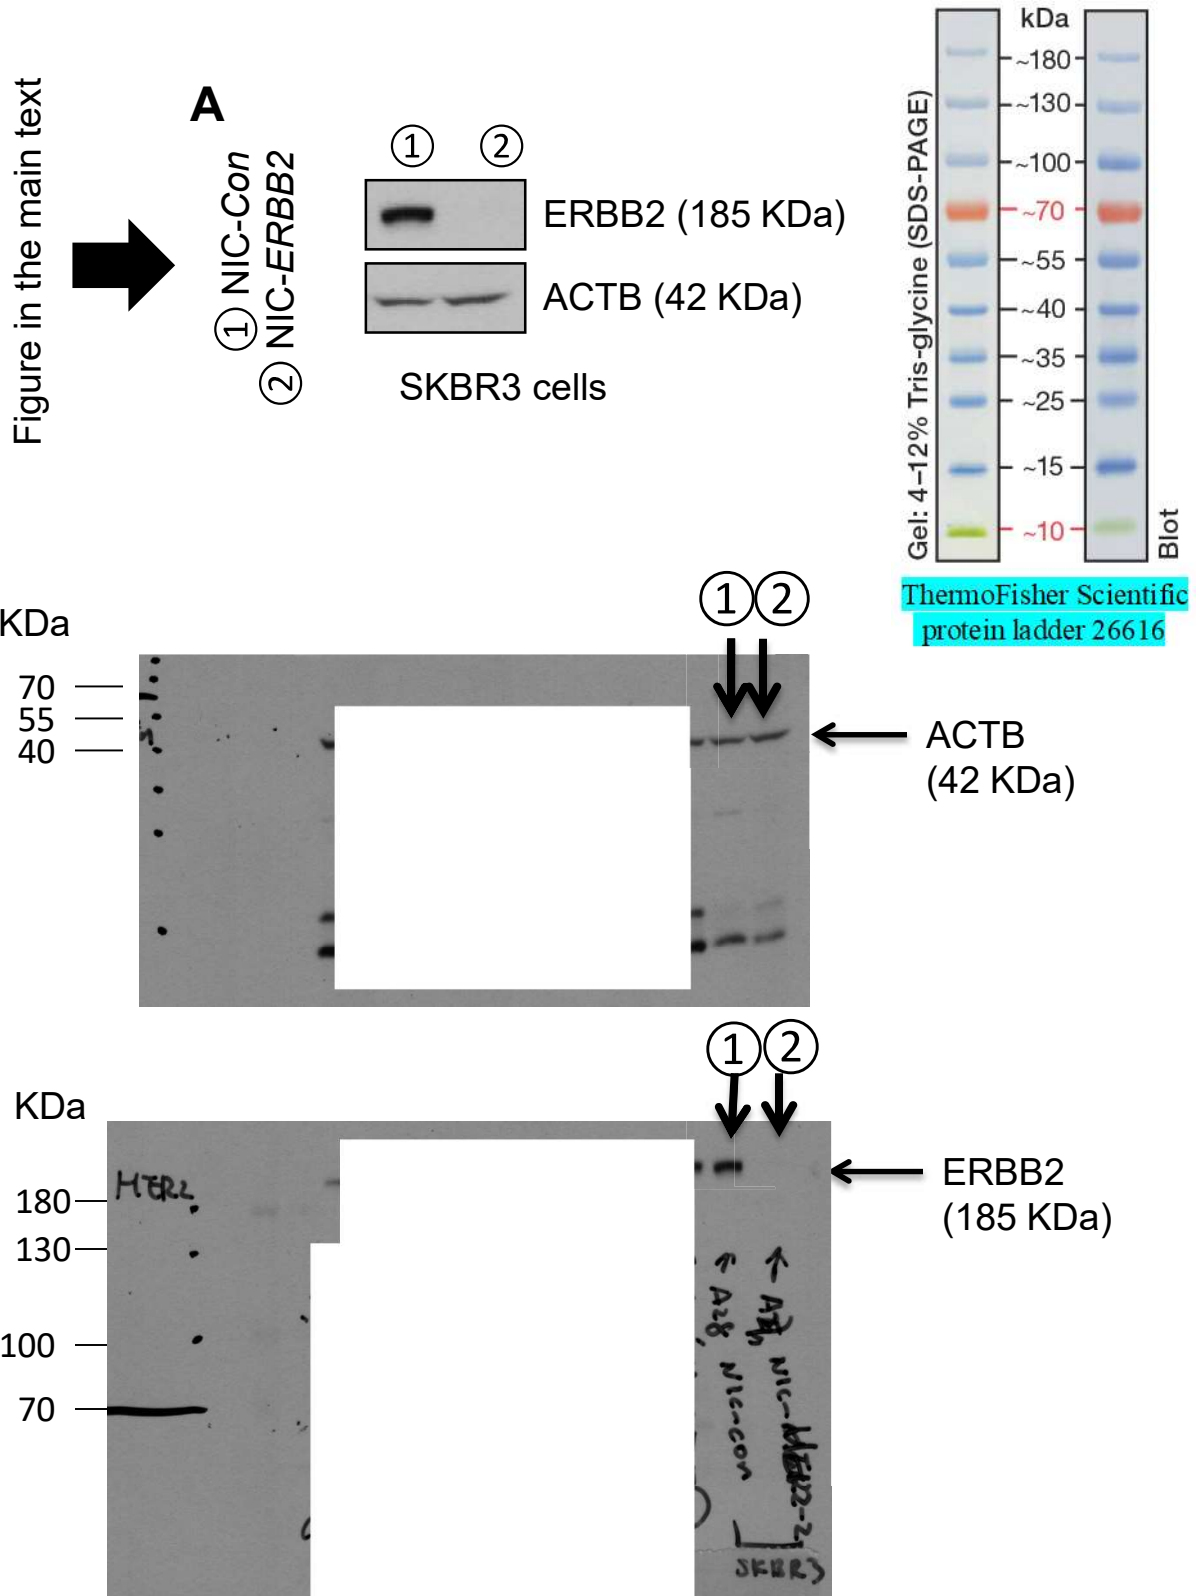 Figure in the main text
A
① NIC-Con
② NIC-ERBB2
① ②
ERBB2 (185 KDa)
ACTB (42 KDa)
SKBR3 cells
Gel: 4–12% Tris-glycine (SDS-PAGE)
kDa
~180
~130
~100
~70
~55
~40
~35
~25
~15
~10
Blot
ThermoFisher Scientific
protein ladder 26616
① ②
KDa
70
55
40
ACTB
(42 KDa)
① ②
KDa
HER2
180
130
100
70
ERBB2
(185 KDa)
A28 NIC-con
NIC-HER2-2
SKBR3